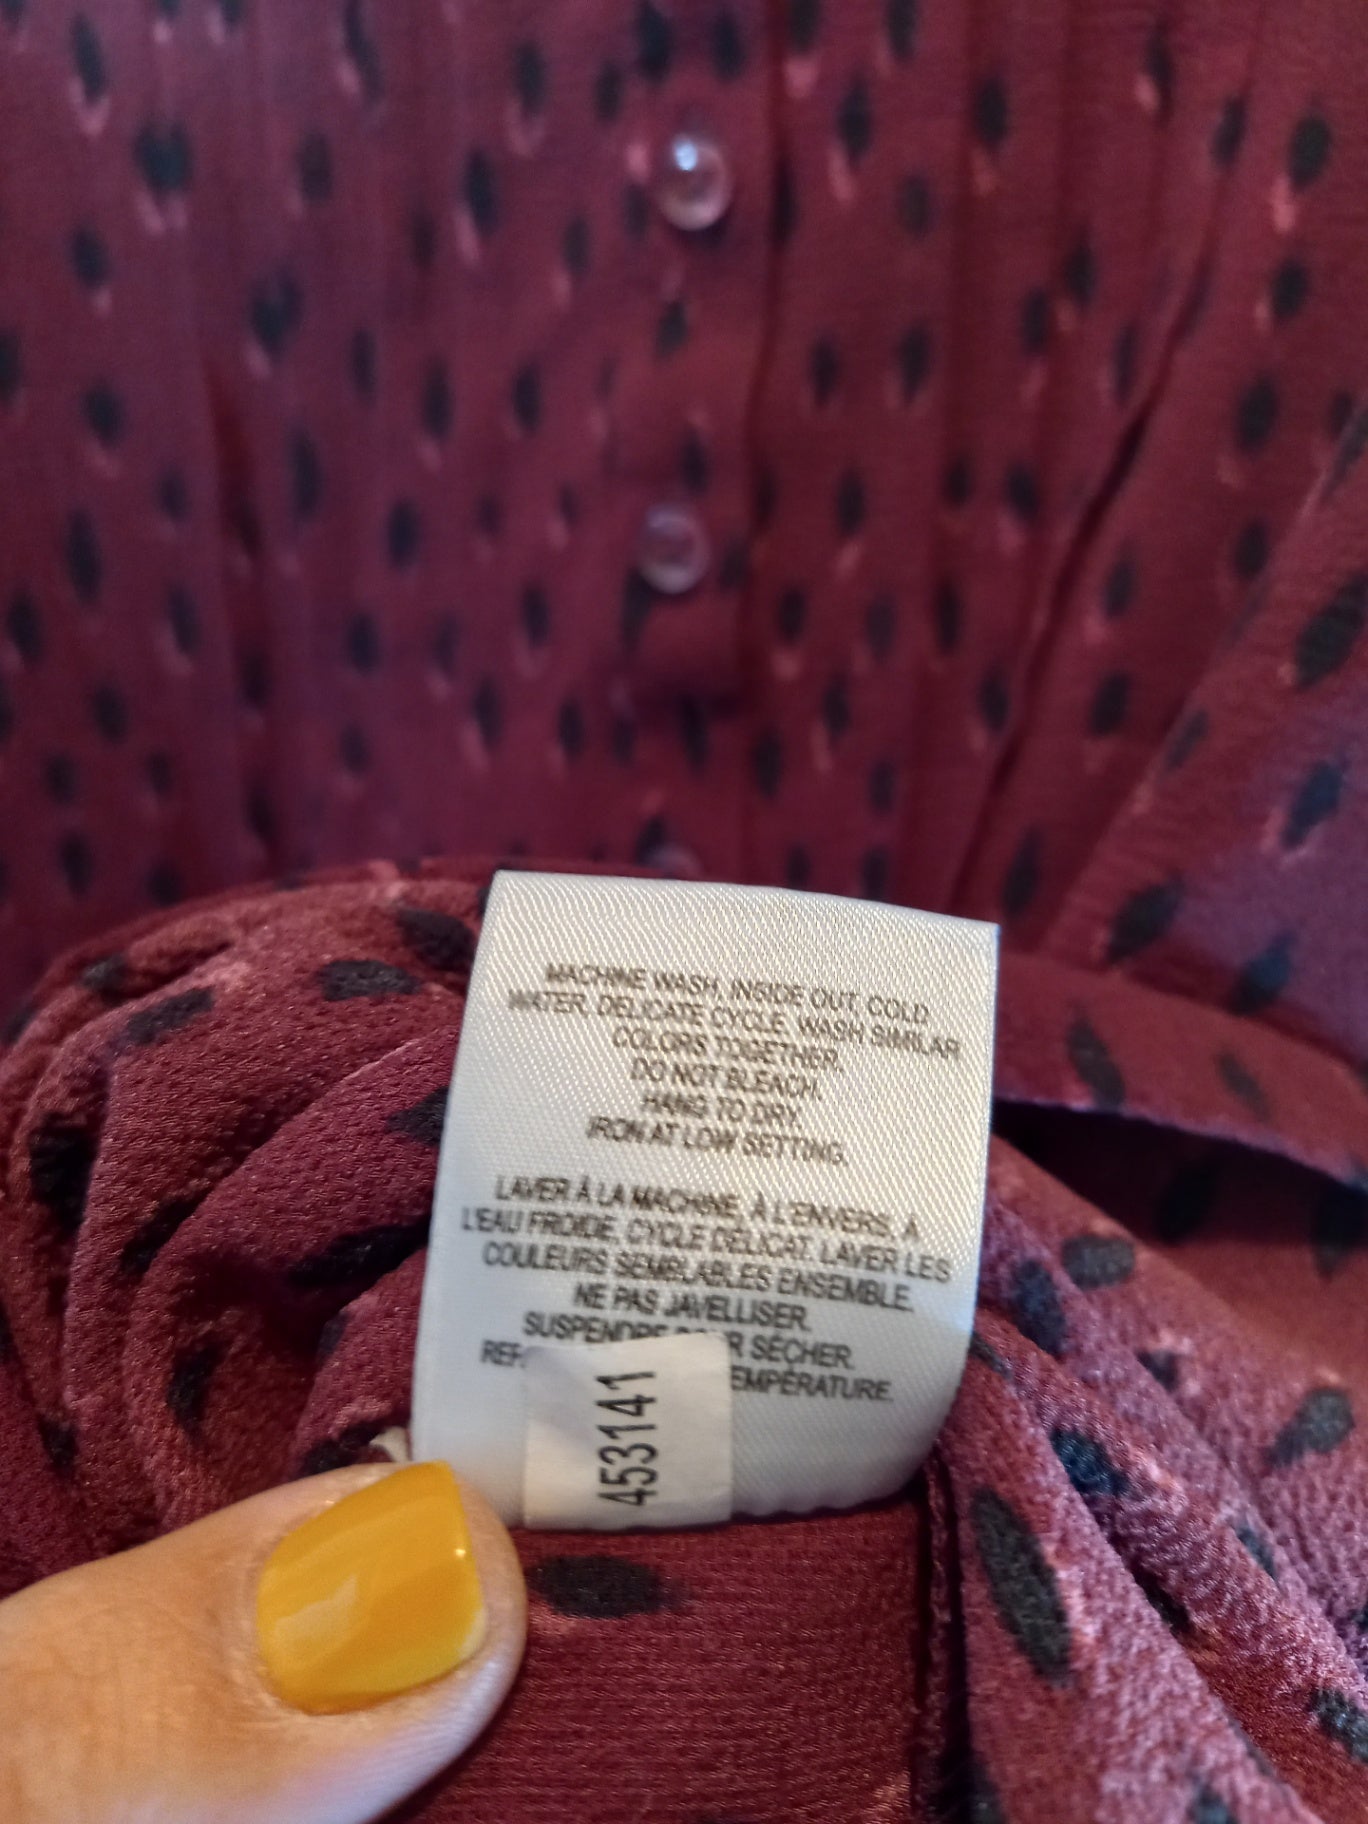 MACHINE WASH, INSIDE OUT, COLD
WATER, DELICATE CYCLE, WASH SIMILAR
COLORS TOGETHER.
DO NOT BLEACH.
HANG TO DRY.
IRON AT LOW SETTING.
LAVER À LA MACHINE, À L'ENVERS, À
L'EAU FROIDE, CYCLE DÉLICAT. LAVER LES
COULEURS SEMBLABLES ENSEMBLE.
NE PAS JAVELLISER.
SÉCHER.
453141